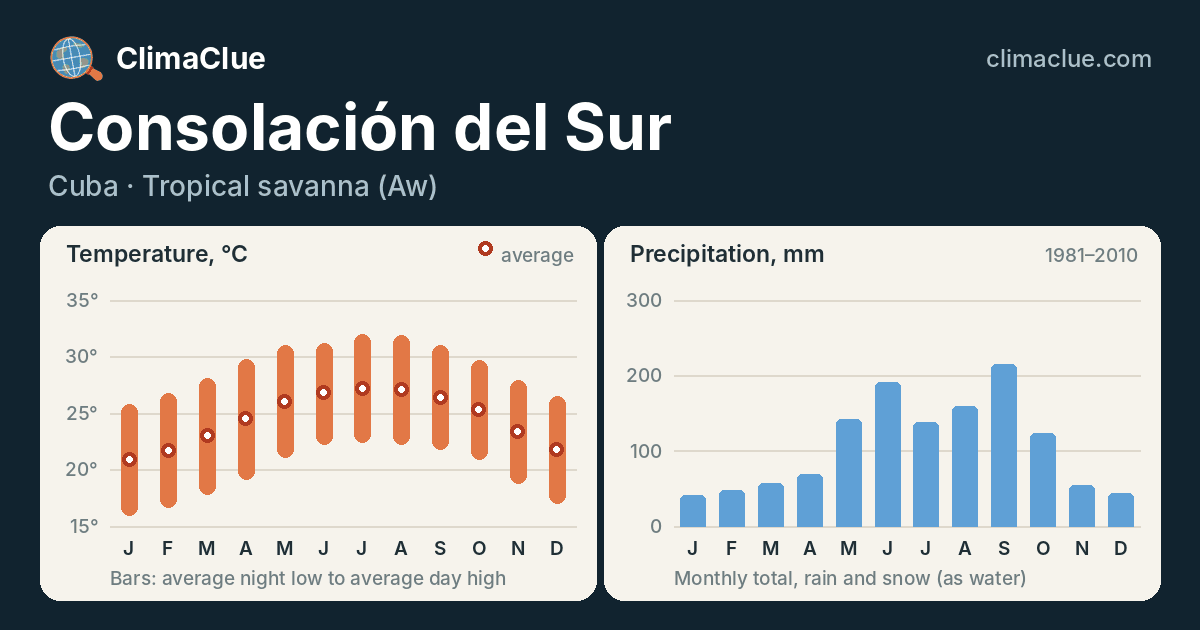 ClimaClue
climaclue.com
Consolación del Sur
Cuba · Tropical savanna (Aw)
Temperature, °C
average
35°
30°
25°
20°
15°
J F M A M J J A S O N D
Bars: average night low to average day high
Precipitation, mm
1981–2010
300
200
100
0
J F M A M J J A S O N D
Monthly total, rain and snow (as water)